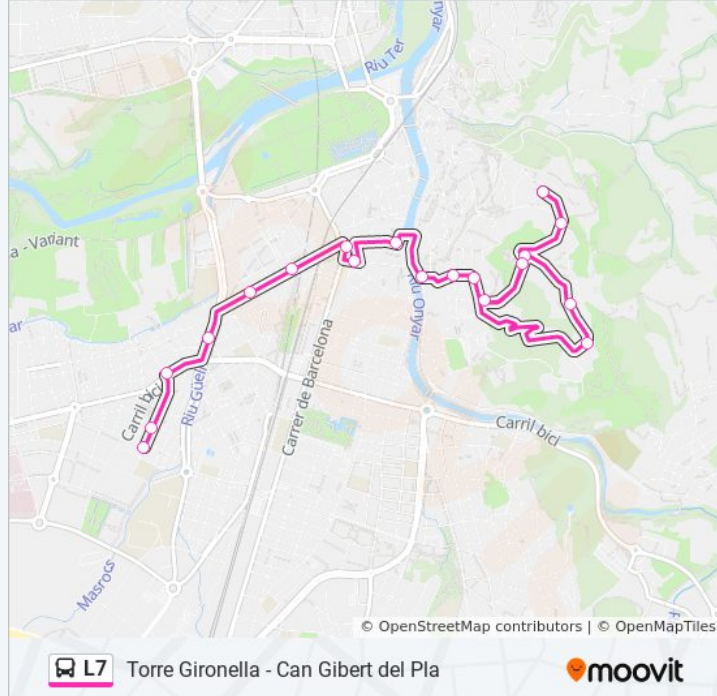 Onyar
Riu Ter
a - Variant
ar
Riu Onyar
Carrer de Barcelona
Carril bici
Riu Güell
Carril bici
Masrocs
© OpenStreetMap contributors | © OpenMapTiles
L7 Torre Gironella - Can Gibert del Pla
moovit